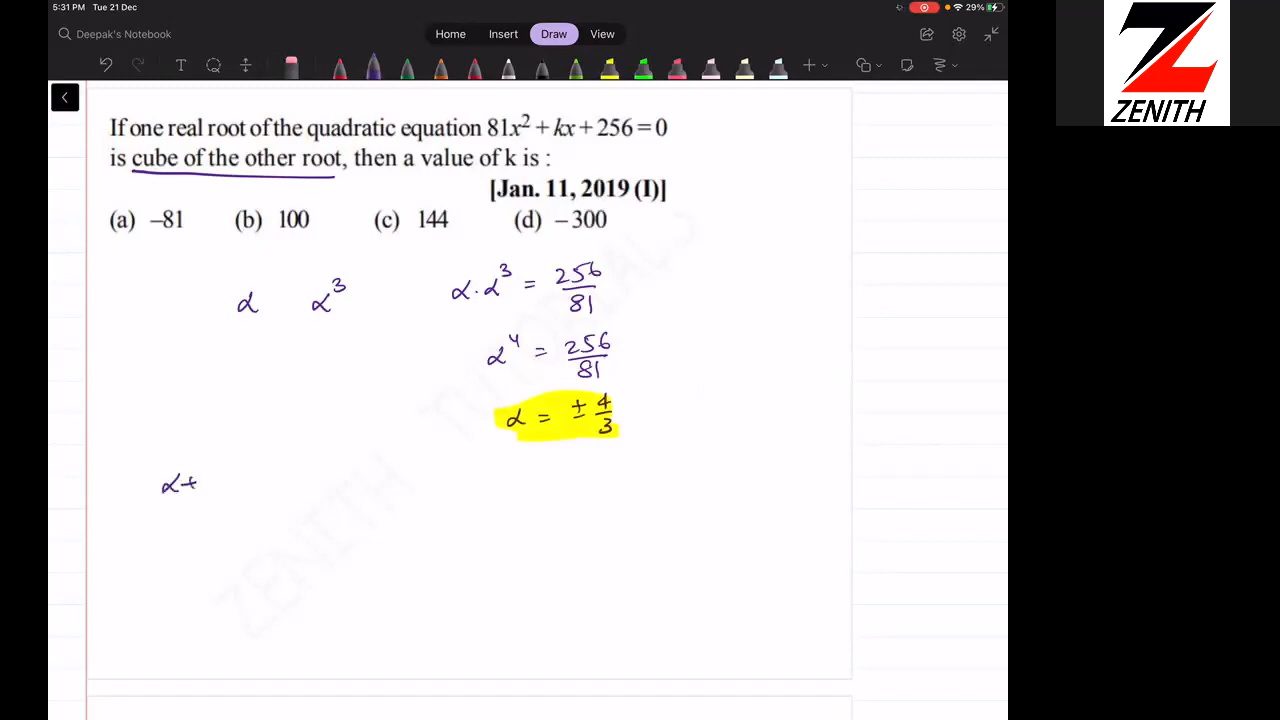 5:31 PM Tue 21 Dec
29%
Deepak's Notebook
Home Insert Draw View
If one real root of the quadratic equation 81x² + kx + 256 = 0
is cube of the other root, then a value of k is :
[Jan. 11, 2019 (I)]
(a) –81 (b) 100 (c) 144 (d) – 300
α α³ α · α³ = 256/81
α⁴ = 256/81
α = ± 4/3
α+
ZENITH TUTORIALS
ZENITH